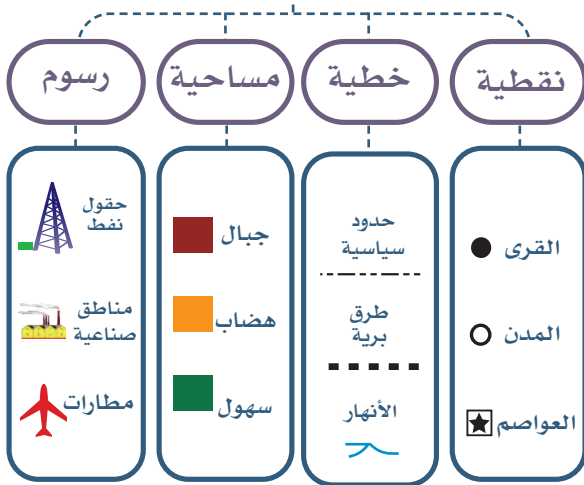 نقطية
خطية
مساحية
رسوم
القرى
المدن
العواصم
حدود
سياسية
طرق
برية
الأنهار
جبال
هضاب
سهول
حقول
نفط
مناطق
صناعية
مطارات